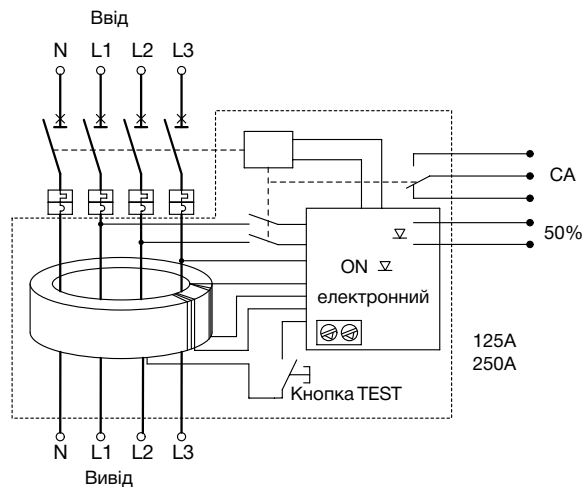 Ввід
N L1 L2 L3
CA
50%
ON
електронний
125A
250A
Кнопка TEST
N L1 L2 L3
Вивід